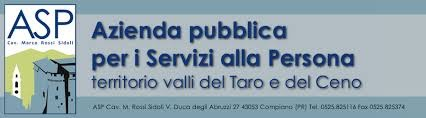 ASP
Cav. Marco Rossi Sidoli
Azienda pubblica
per i Servizi alla Persona
territorio valli del Taro e del Ceno
ASP Cav. M. Rossi Sidoli V. Duca degli Abruzzi 27 43053 Compiano (PR) Tel. 0525.825116 Fax 0525.825374